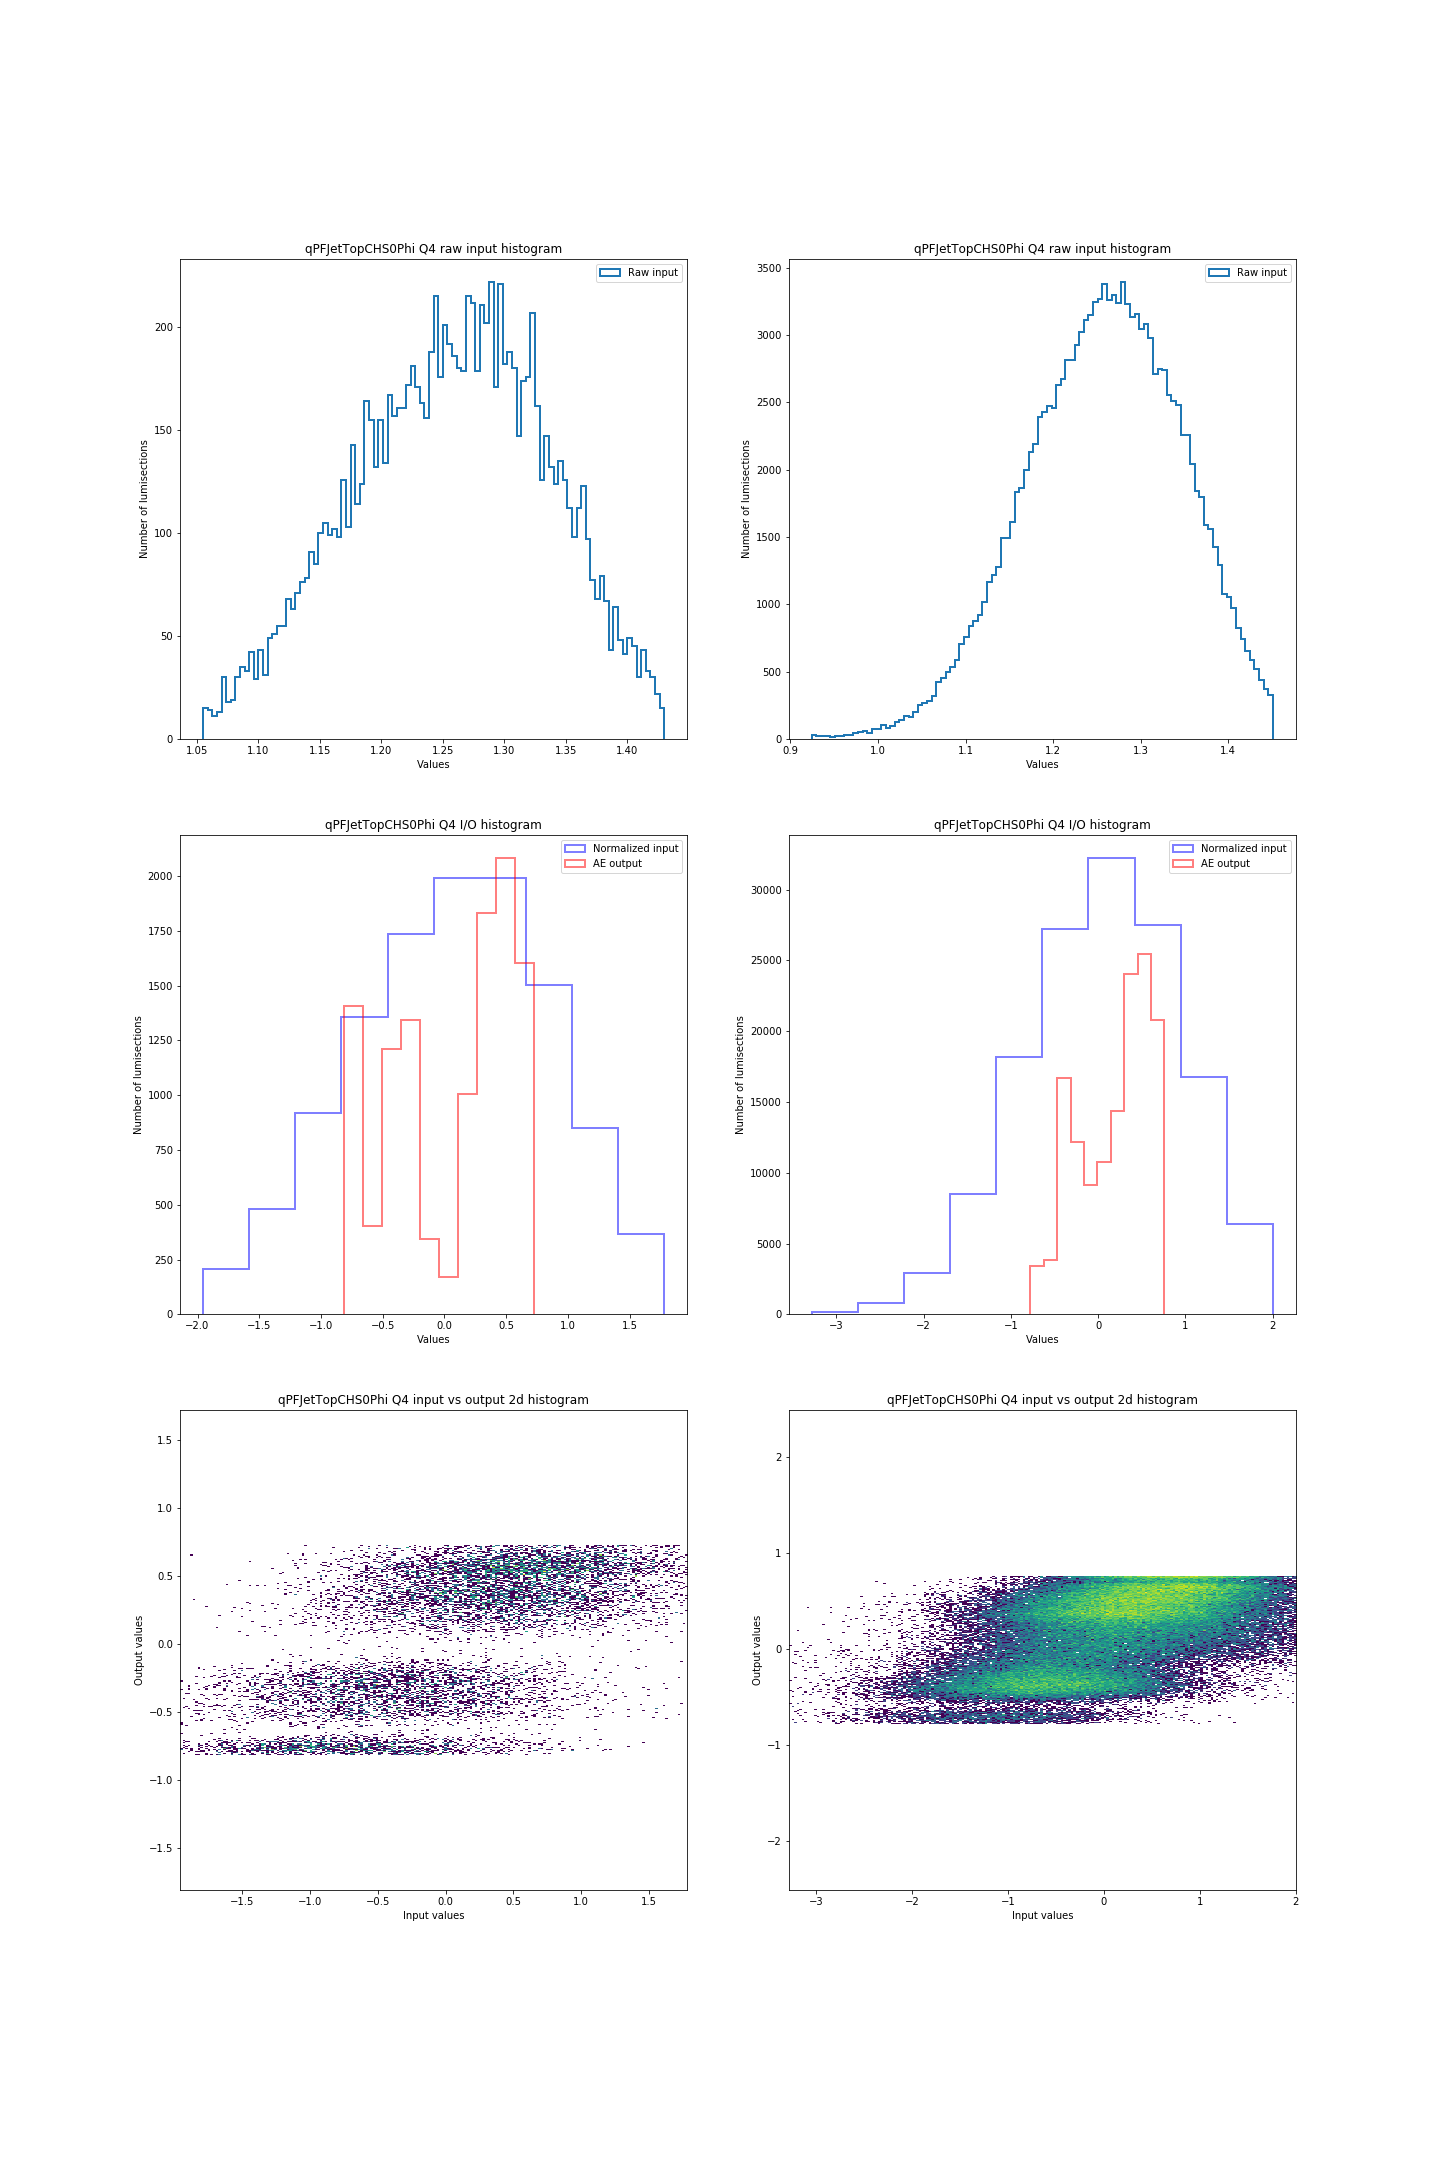 qPFJetTopCHS0Phi Q4 raw input histogram
Raw input
Number of lumisections
200
150
100
50
0
1.05 1.10 1.15 1.20 1.25 1.30 1.35 1.40
Values
qPFJetTopCHS0Phi Q4 raw input histogram
Raw input
Number of lumisections
3500
3000
2500
2000
1500
1000
500
0
0.9 1.0 1.1 1.2 1.3 1.4
Values
qPFJetTopCHS0Phi Q4 I/O histogram
Normalized input
AE output
Number of lumisections
2000
1750
1500
1250
1000
750
500
250
0
−2.0 −1.5 −1.0 −0.5 0.0 0.5 1.0 1.5
Values
qPFJetTopCHS0Phi Q4 I/O histogram
Normalized input
AE output
Number of lumisections
30000
25000
20000
15000
10000
5000
0
−3 −2 −1 0 1 2
Values
qPFJetTopCHS0Phi Q4 input vs output 2d histogram
Output values
1.5
1.0
0.5
0.0
−0.5
−1.0
−1.5
−1.5 −1.0 −0.5 0.0 0.5 1.0 1.5
Input values
qPFJetTopCHS0Phi Q4 input vs output 2d histogram
Output values
2
1
0
−1
−2
−3 −2 −1 0 1 2
Input values